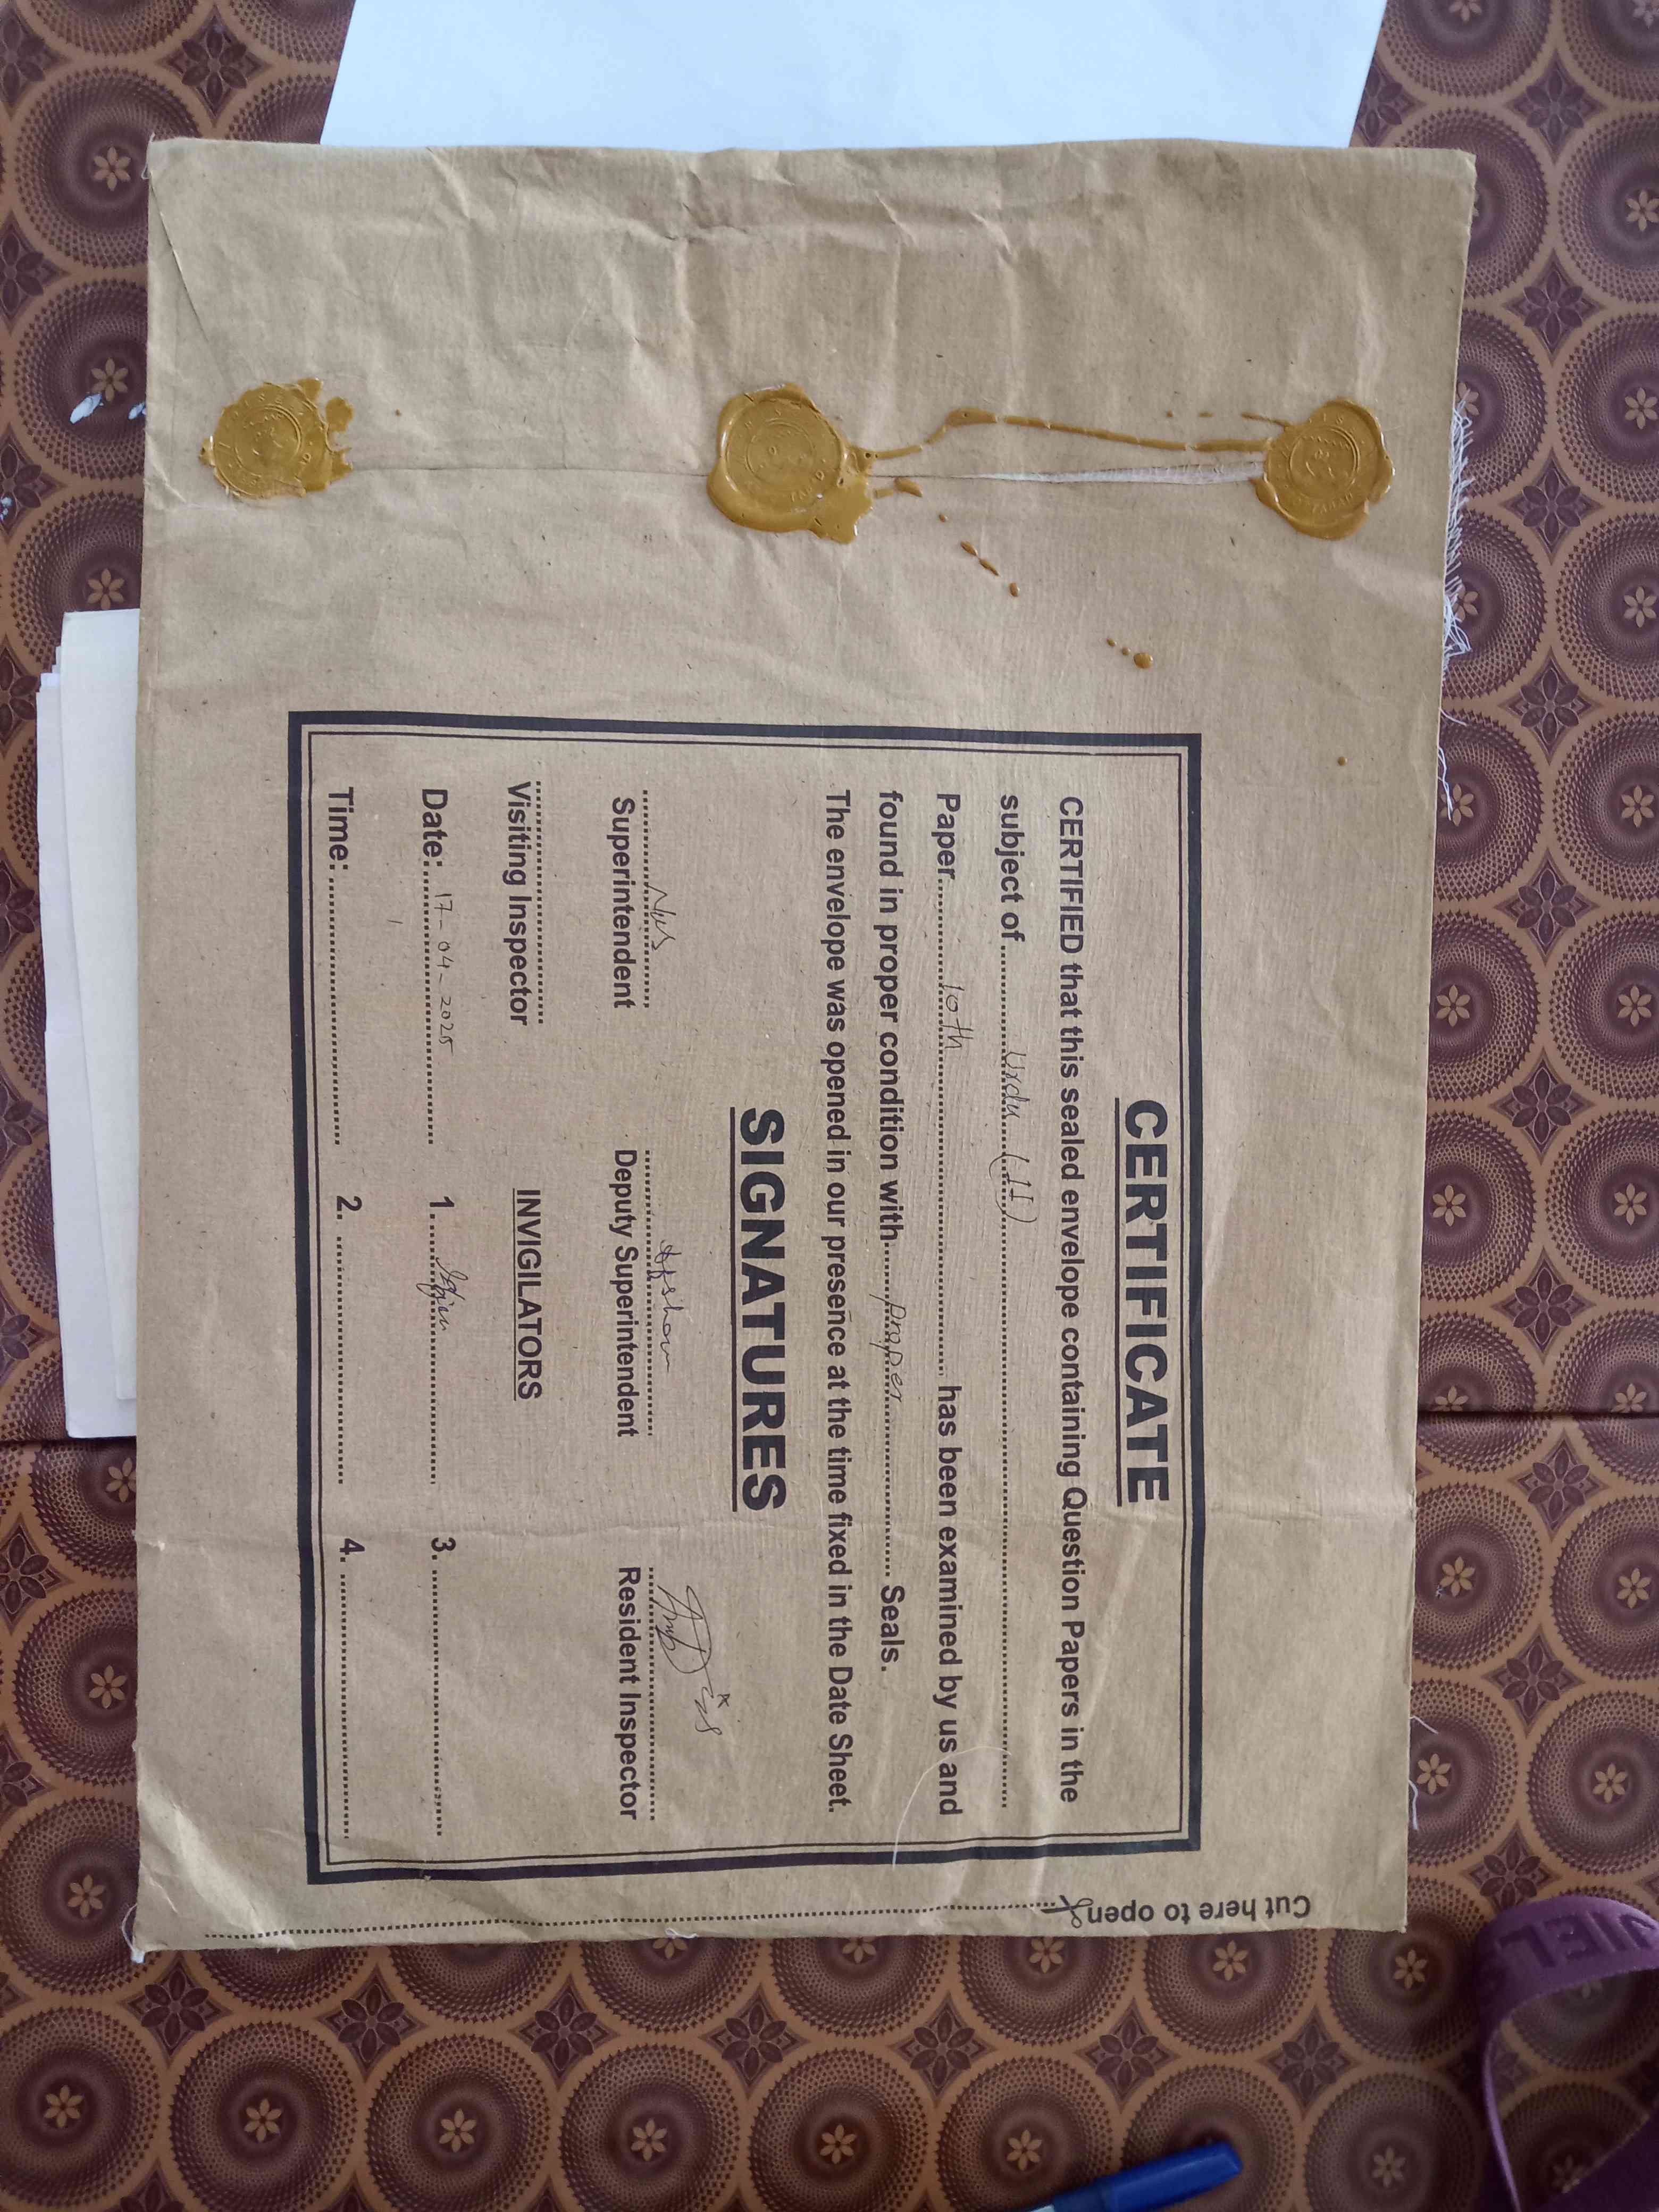 CERTIFICATE
CERTIFIED that this sealed envelope containing Question Papers in the
subject of ........ Urdu (II) ........
Paper ........ 10th ........ has been examined by us and
found in proper condition with ........ proper ........ Seals.
The envelope was opened in our presence at the time fixed in the Date Sheet.
SIGNATURES
Superintendent Deputy Superintendent Resident Inspector
Visiting Inspector INVIGILATORS
Date: 17-04-2025 1. ........ 3. ........
Time: ........ 2. ........ 4. ........
Cut here to open